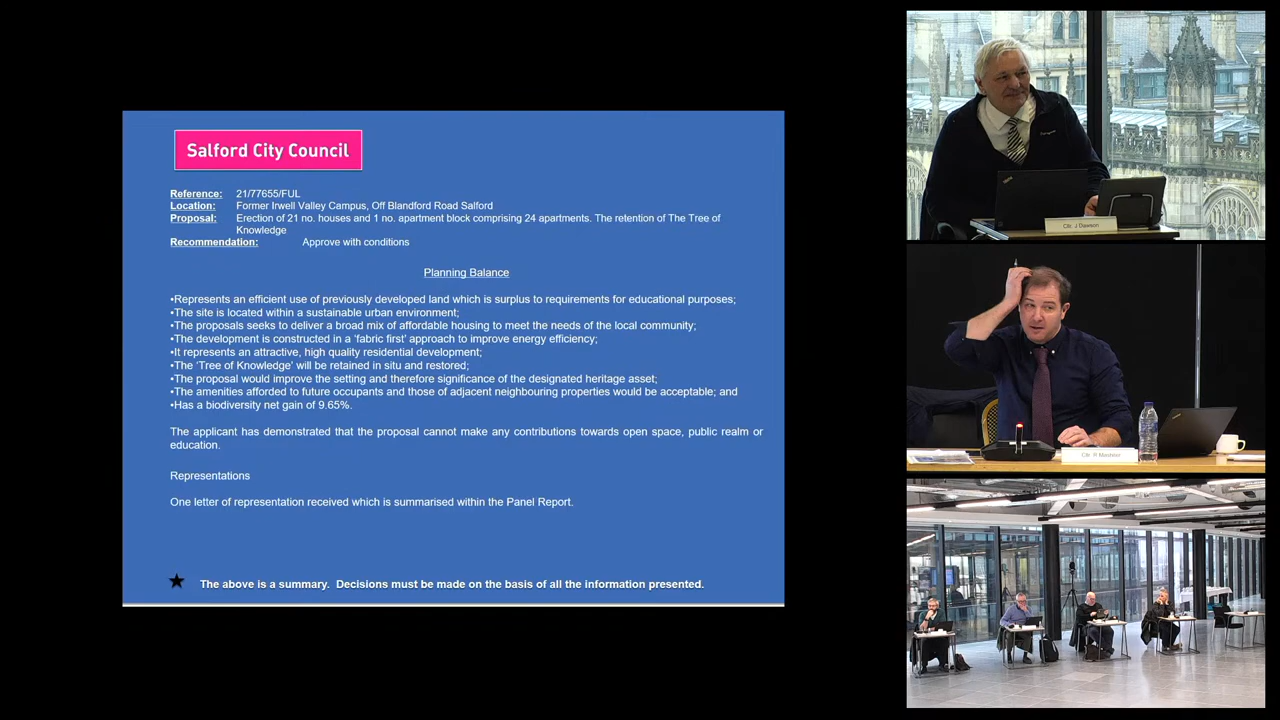 Salford City Council
Reference: 21/77655/FUL
Location: Former Irwell Valley Campus, Off Blandford Road Salford
Proposal: Erection of 21 no. houses and 1 no. apartment block comprising 24 apartments. The retention of The Tree of
Knowledge
Recommendation: Approve with conditions
Planning Balance
•Represents an efficient use of previously developed land which is surplus to requirements for educational purposes;
•The site is located within a sustainable urban environment;
•The proposals seeks to deliver a broad mix of affordable housing to meet the needs of the local community;
•The development is constructed in a 'fabric first' approach to improve energy efficiency;
•It represents an attractive, high quality residential development;
•The 'Tree of Knowledge' will be retained in situ and restored;
•The proposal would improve the setting and therefore significance of the designated heritage asset;
•The amenities afforded to future occupants and those of adjacent neighbouring properties would be acceptable; and
•Has a biodiversity net gain of 9.65%.
The applicant has demonstrated that the proposal cannot make any contributions towards open space, public realm or
education.
Representations
One letter of representation received which is summarised within the Panel Report.
★ The above is a summary. Decisions must be made on the basis of all the information presented.
Cllr. J Dawson
Cllr R